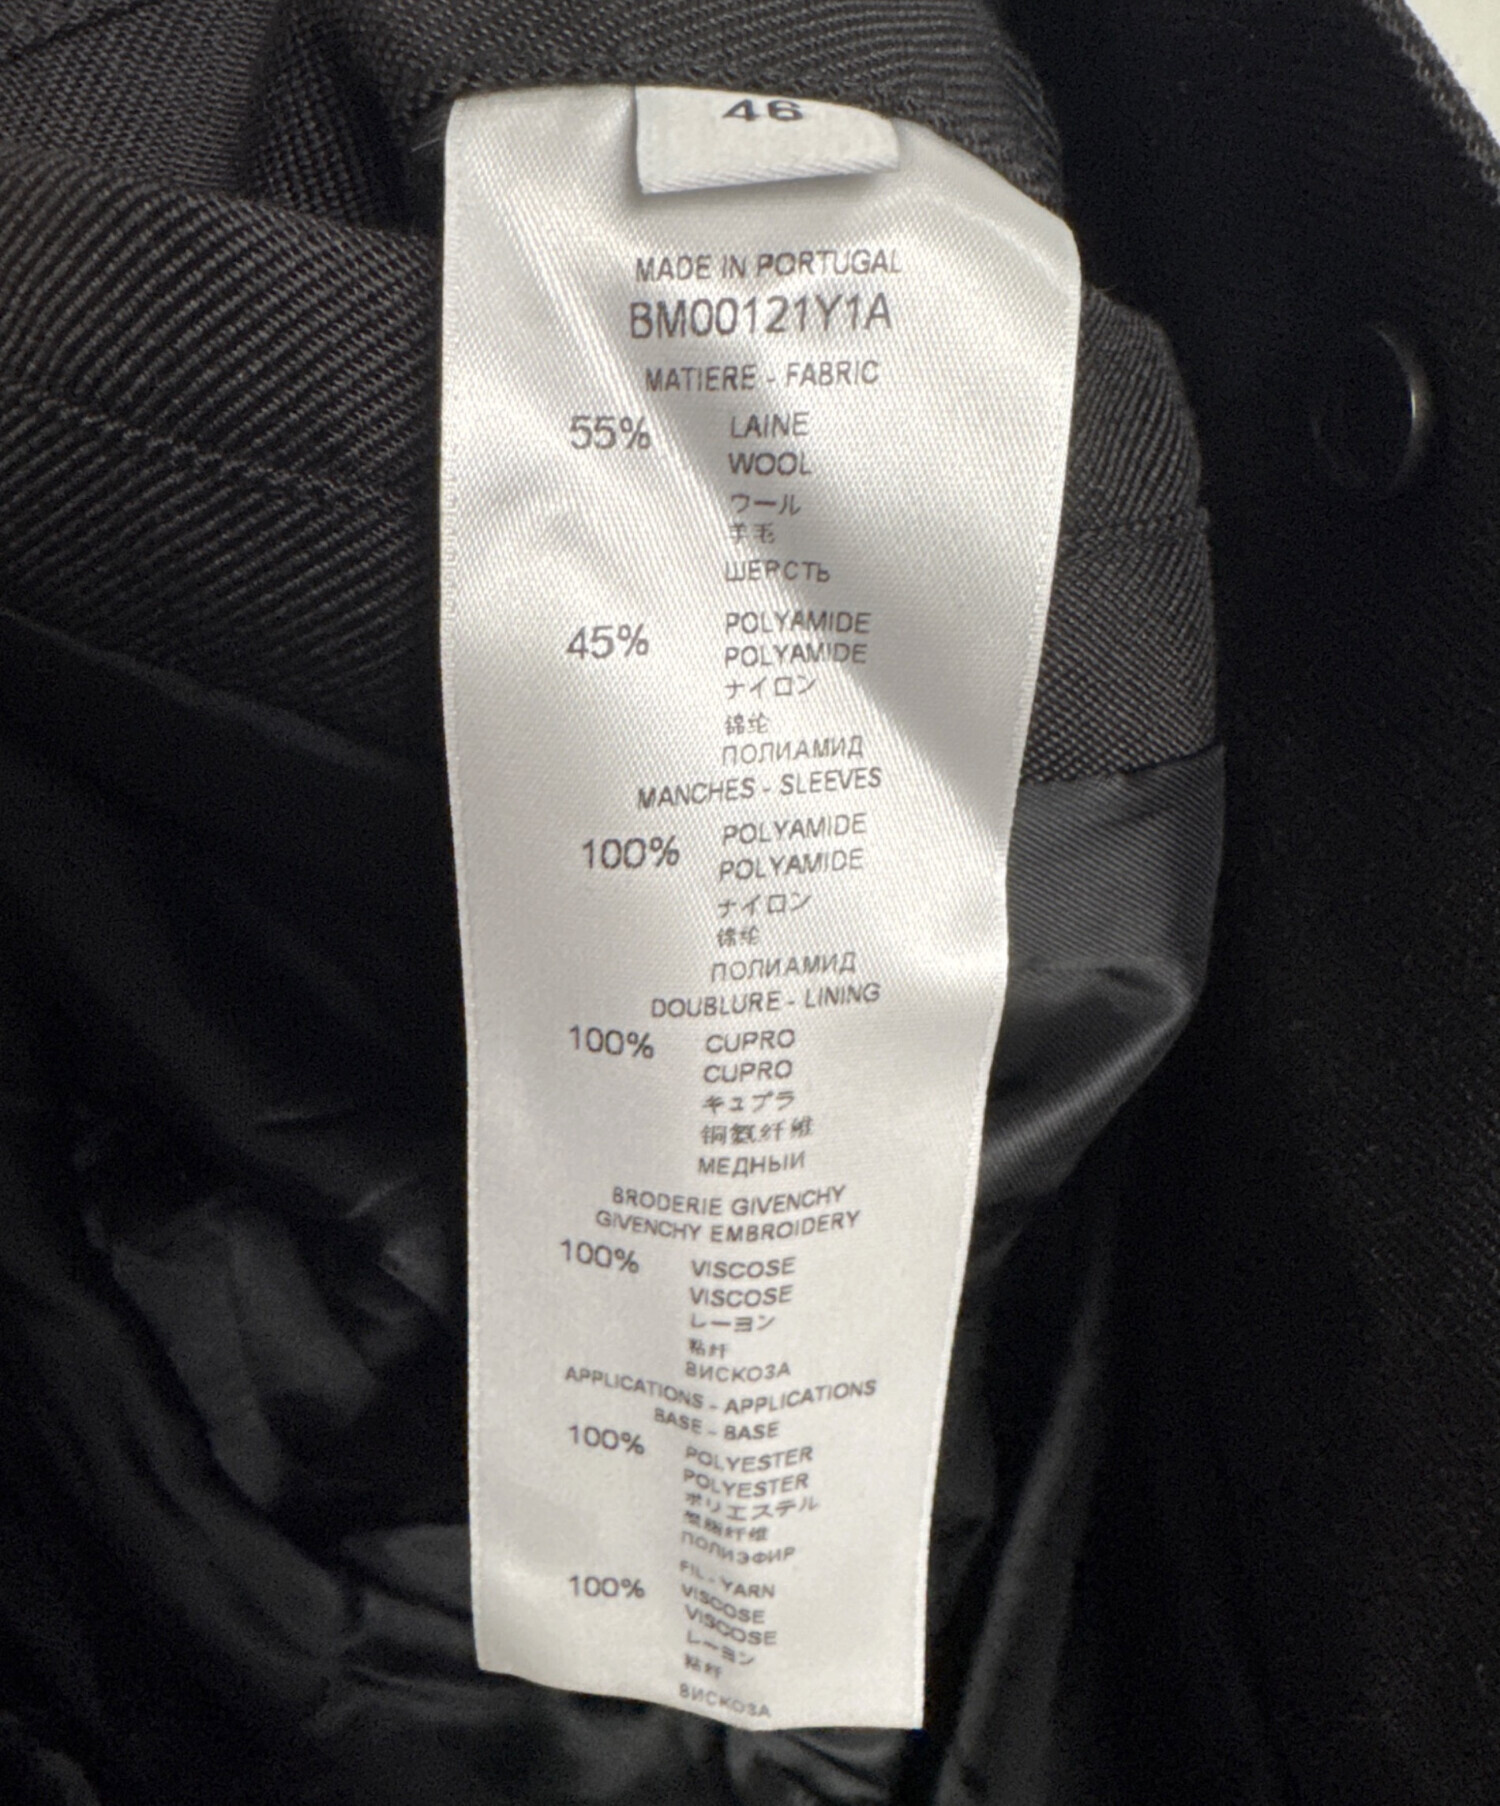 46
MADE IN PORTUGAL
BM00121Y1A
MATIERE - FABRIC
55% LAINE
WOOL
ウール
羊毛
ШЕРСТЬ
45% POLYAMIDE
POLYAMIDE
ナイロン
锦纶
ПОЛИАМИД
MANCHES - SLEEVES
100% POLYAMIDE
POLYAMIDE
ナイロン
锦纶
ПОЛИАМИД
DOUBLURE - LINING
100% CUPRO
CUPRO
キュプラ
铜氨纤维
МЕДНЫЙ
BRODERIE GIVENCHY
GIVENCHY EMBROIDERY
100% VISCOSE
VISCOSE
レーヨン
粘纤
ВИСКОЗА
APPLICATIONS - APPLICATIONS
BASE - BASE
100% POLYESTER
POLYESTER
ポリエステル
聚酯纤维
ПОЛИЭФИР
FIL - YARN
100% VISCOSE
VISCOSE
レーヨン
粘纤
ВИСКОЗА